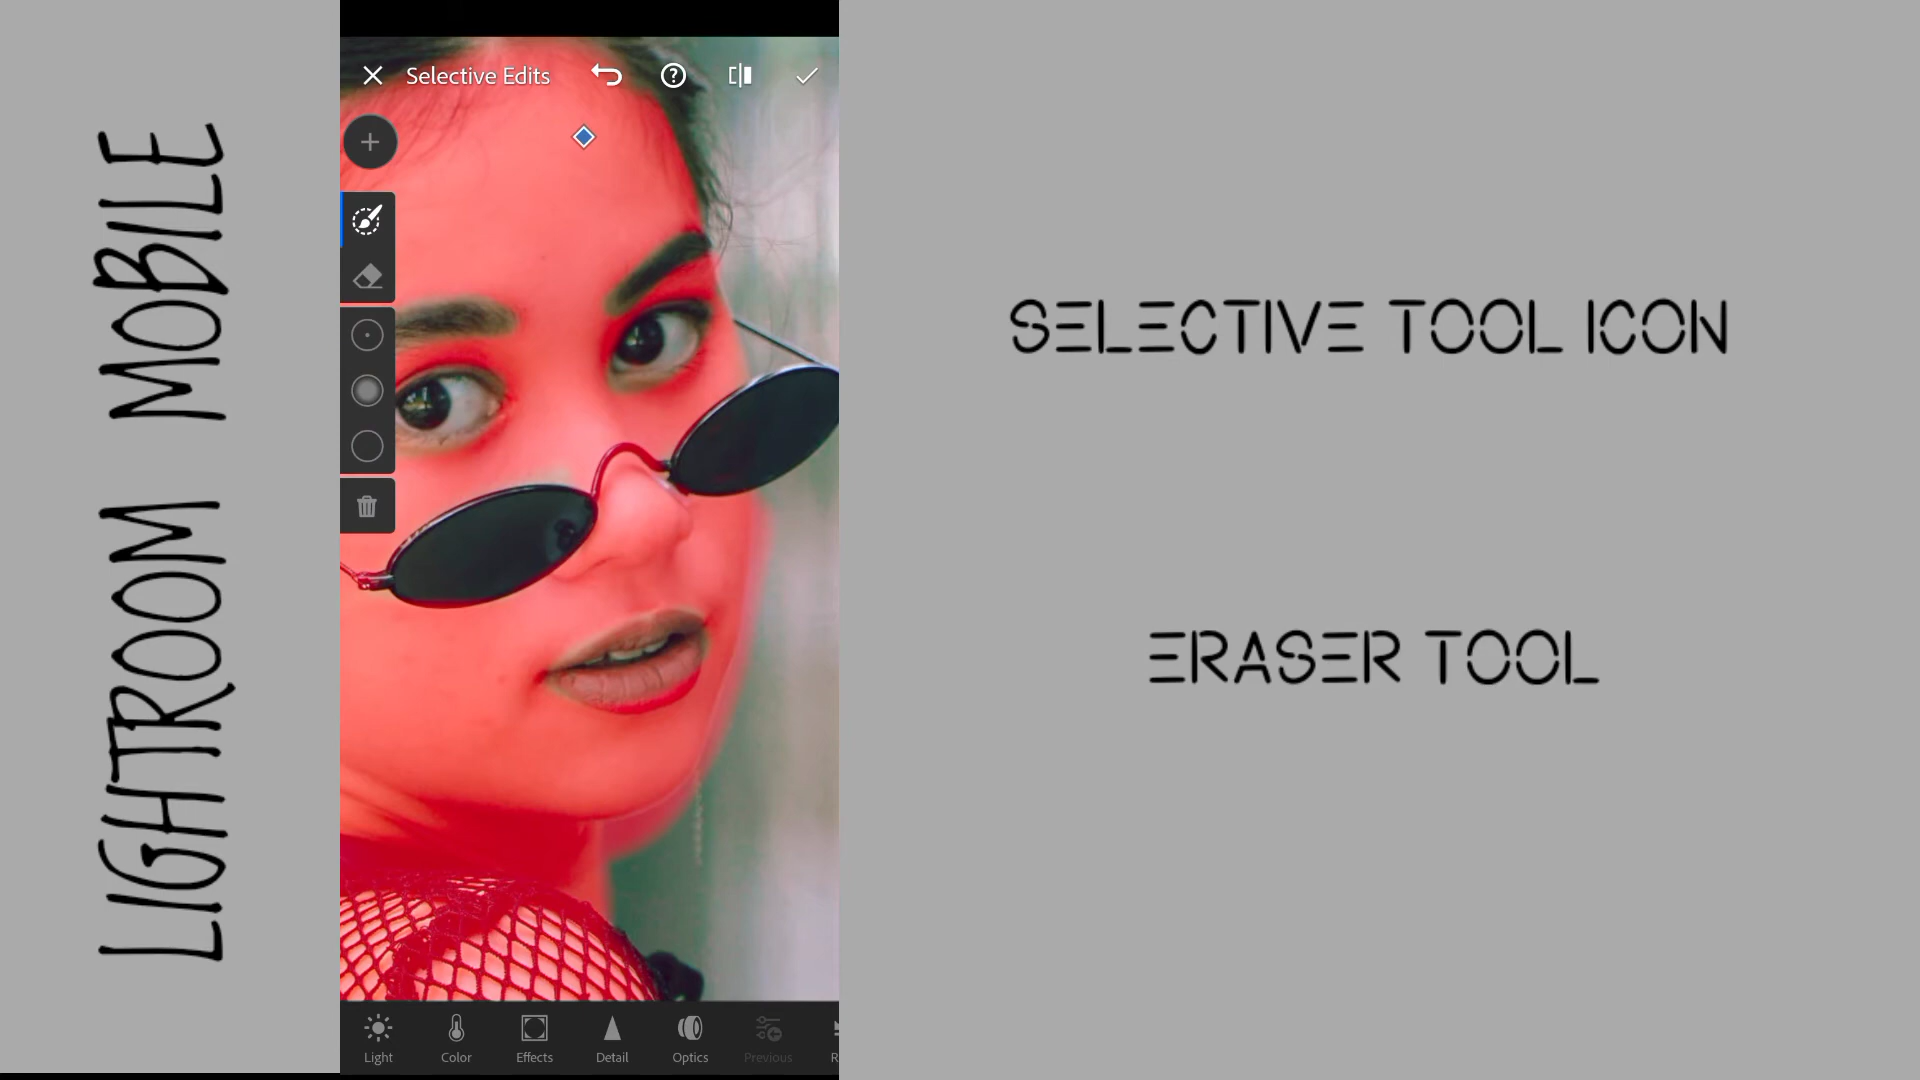 LIGHTROOM MOBILE
Selective Edits
SELECTIVE TOOL ICON
ERASER TOOL
Light Color Effects Detail Optics Previous